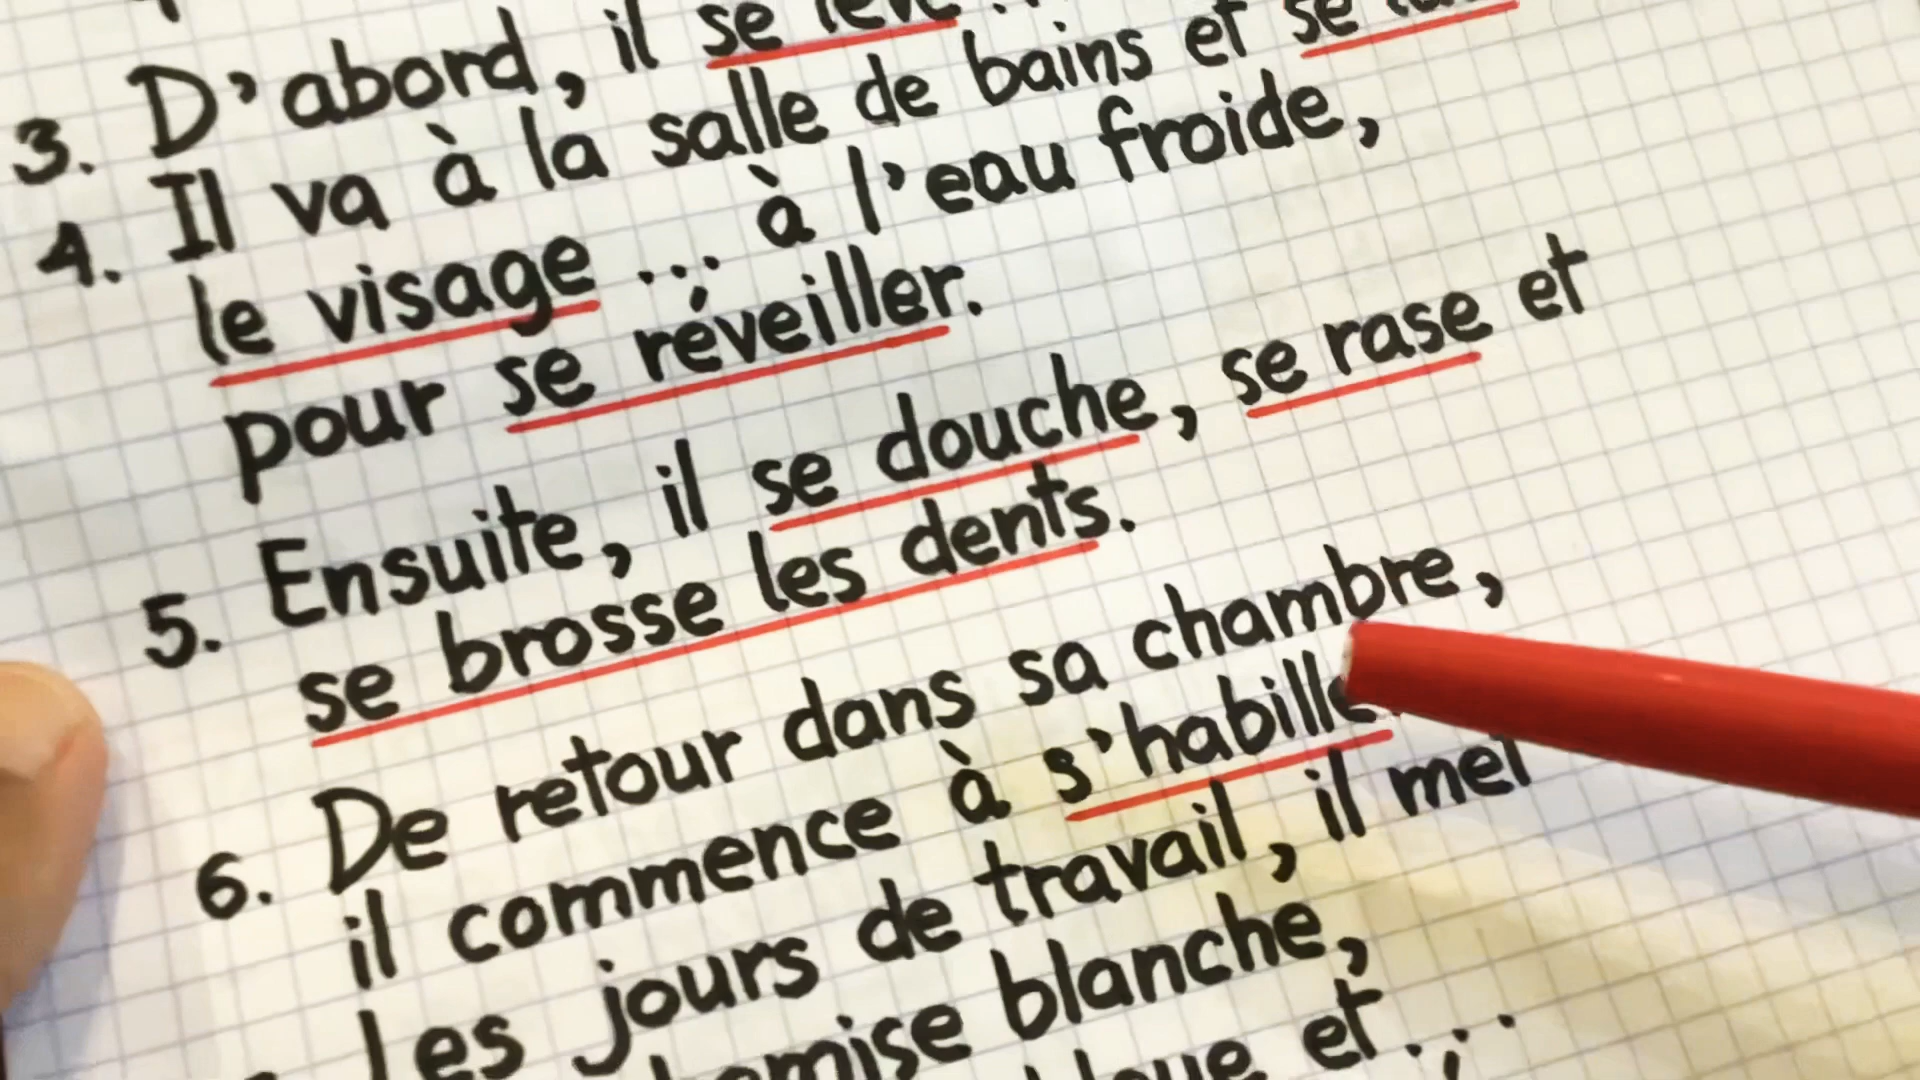 3. D'abord, il se lève ...
4. Il va à la salle de bains et se
le visage ... à l'eau froide,
pour se réveiller.
5. Ensuite, il se douche, se rase et
se brosse les dents.
6. De retour dans sa chambre,
il commence à s'habille
Les jours de travail, il met
blanche,
et ...